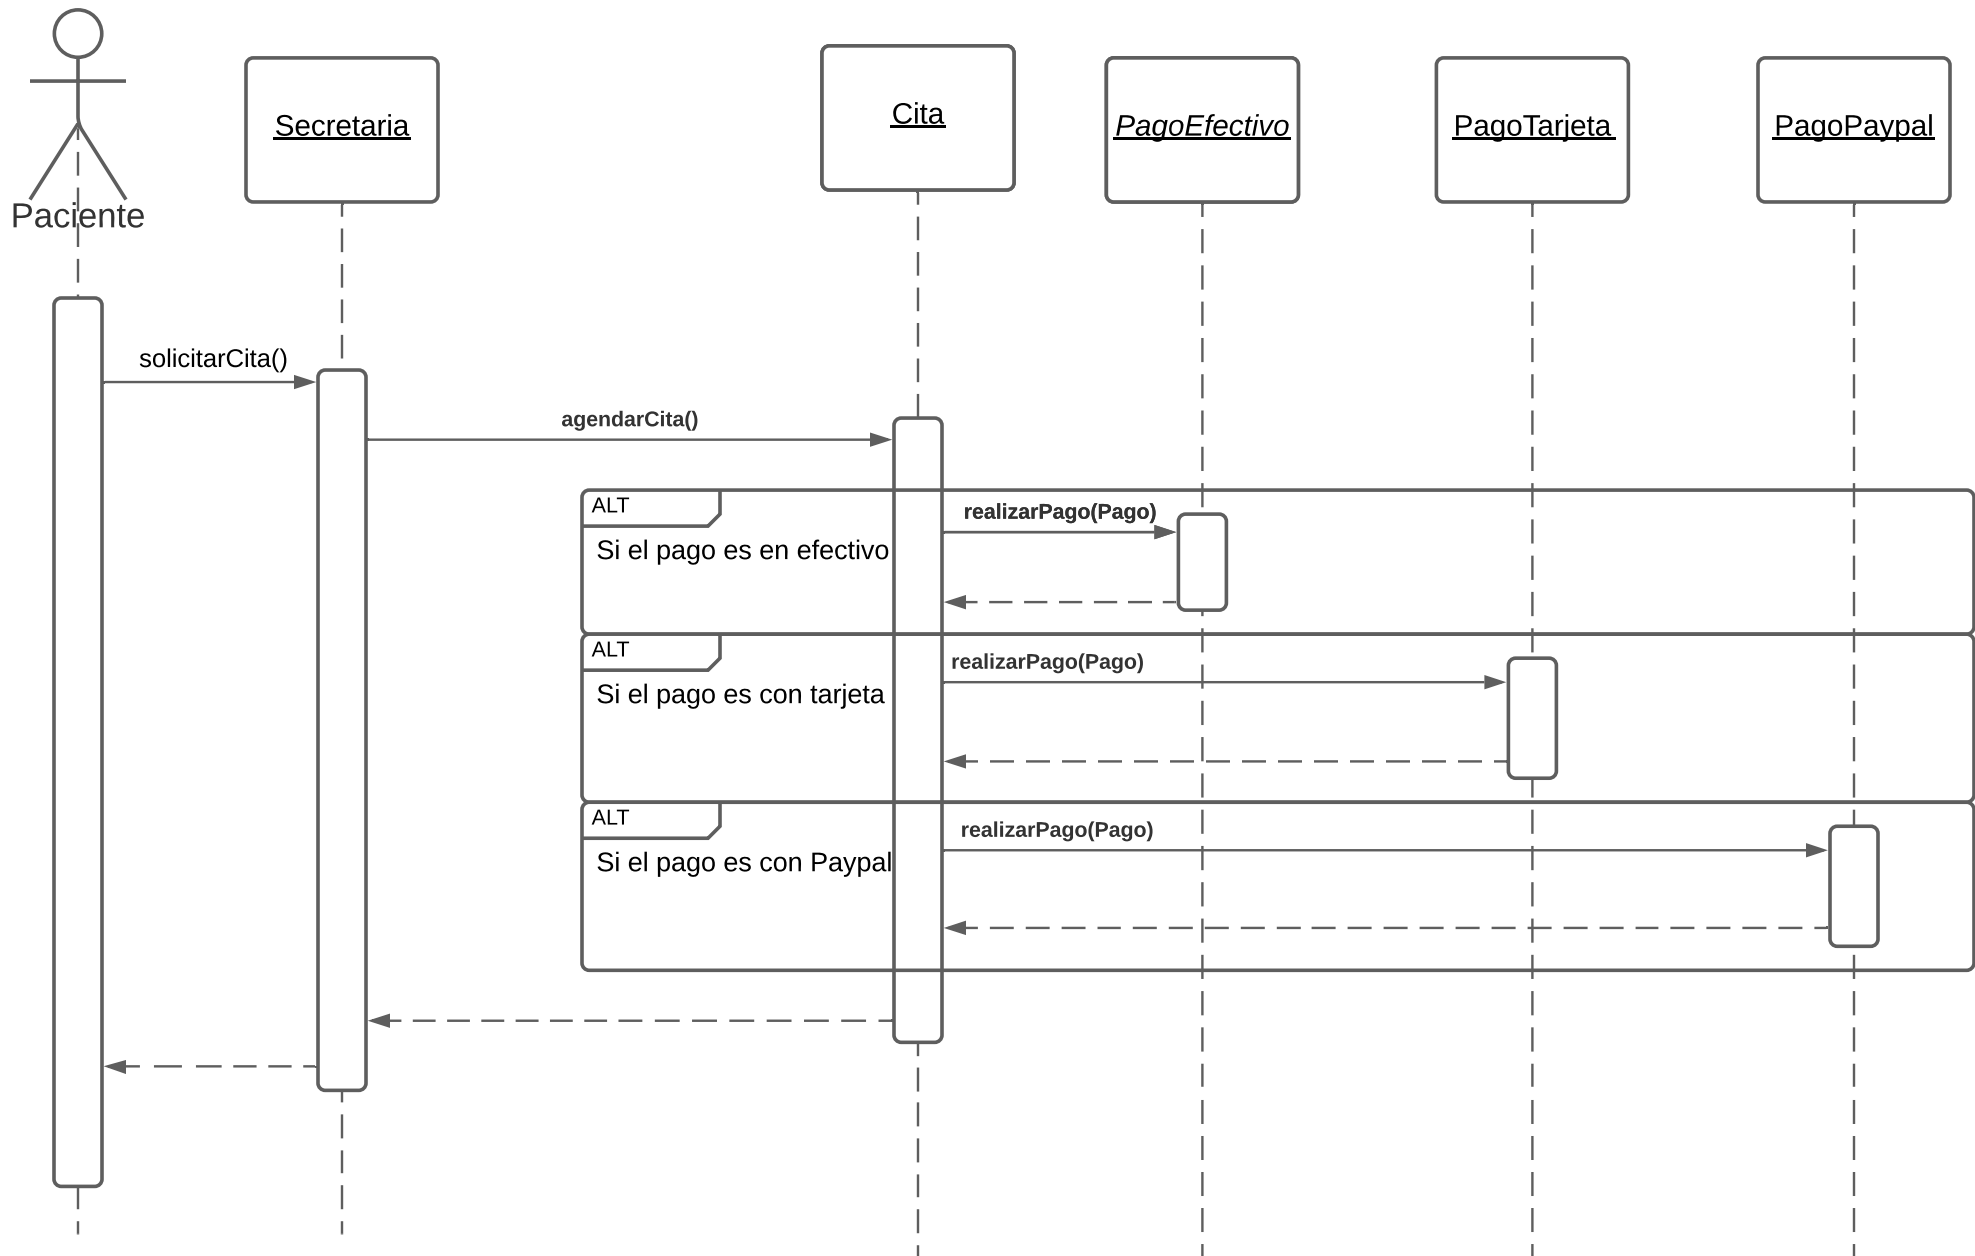 Paciente
Secretaria
Cita
PagoEfectivo
PagoTarjeta
PagoPaypal
solicitarCita()
agendarCita()
ALT
realizarPago(Pago)
Si el pago es en efectivo
ALT
realizarPago(Pago)
Si el pago es con tarjeta
ALT
realizarPago(Pago)
Si el pago es con Paypal